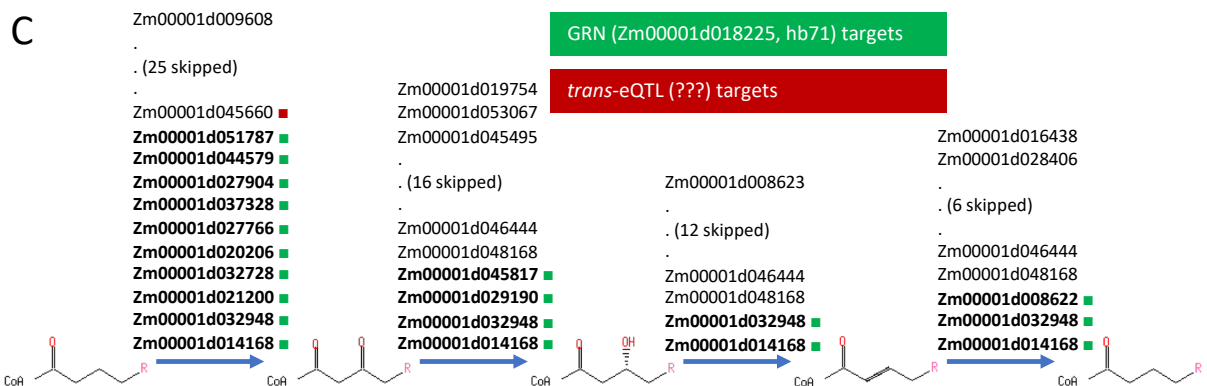 C
GRN (Zm00001d018225, hb71) targets
trans-eQTL (???) targets
Zm00001d009608
.
. (25 skipped)
.
Zm00001d045660
Zm00001d051787
Zm00001d044579
Zm00001d027904
Zm00001d037328
Zm00001d027766
Zm00001d020206
Zm00001d032728
Zm00001d021200
Zm00001d032948
Zm00001d014168
Zm00001d019754
Zm00001d053067
Zm00001d045495
.
. (16 skipped)
.
Zm00001d046444
Zm00001d048168
Zm00001d045817
Zm00001d029190
Zm00001d032948
Zm00001d014168
Zm00001d008623
.
. (12 skipped)
.
Zm00001d046444
Zm00001d048168
Zm00001d032948
Zm00001d014168
Zm00001d016438
Zm00001d028406
.
. (6 skipped)
.
Zm00001d046444
Zm00001d048168
Zm00001d008622
Zm00001d032948
Zm00001d014168
O
R
CoA
O O
R
CoA
O OH
R
CoA
O
R
CoA
O
R
CoA